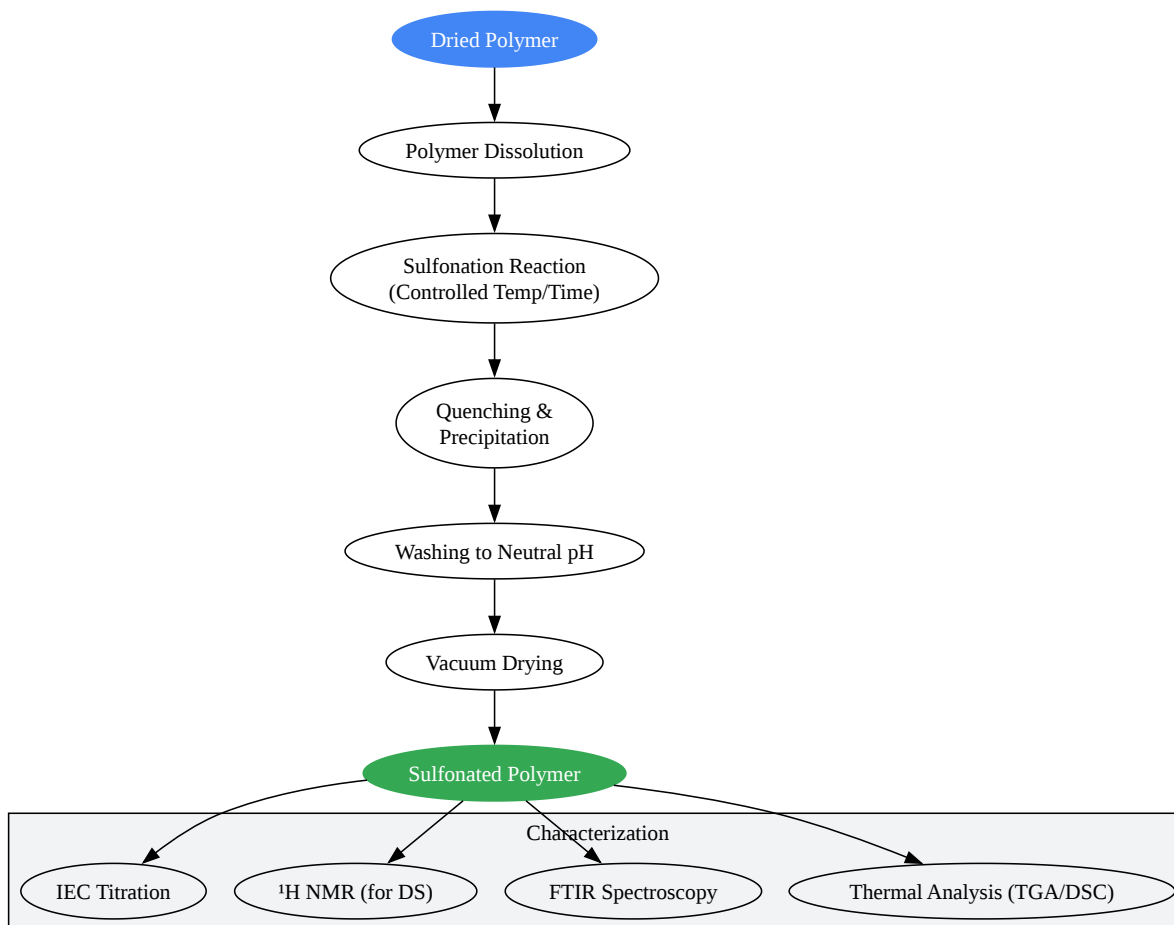 Dried Polymer
Polymer Dissolution
Sulfonation Reaction
(Controlled Temp/Time)
Quenching &
Precipitation
Washing to Neutral pH
Vacuum Drying
Sulfonated Polymer
Characterization
IEC Titration
¹H NMR (for DS)
FTIR Spectroscopy
Thermal Analysis (TGA/DSC)